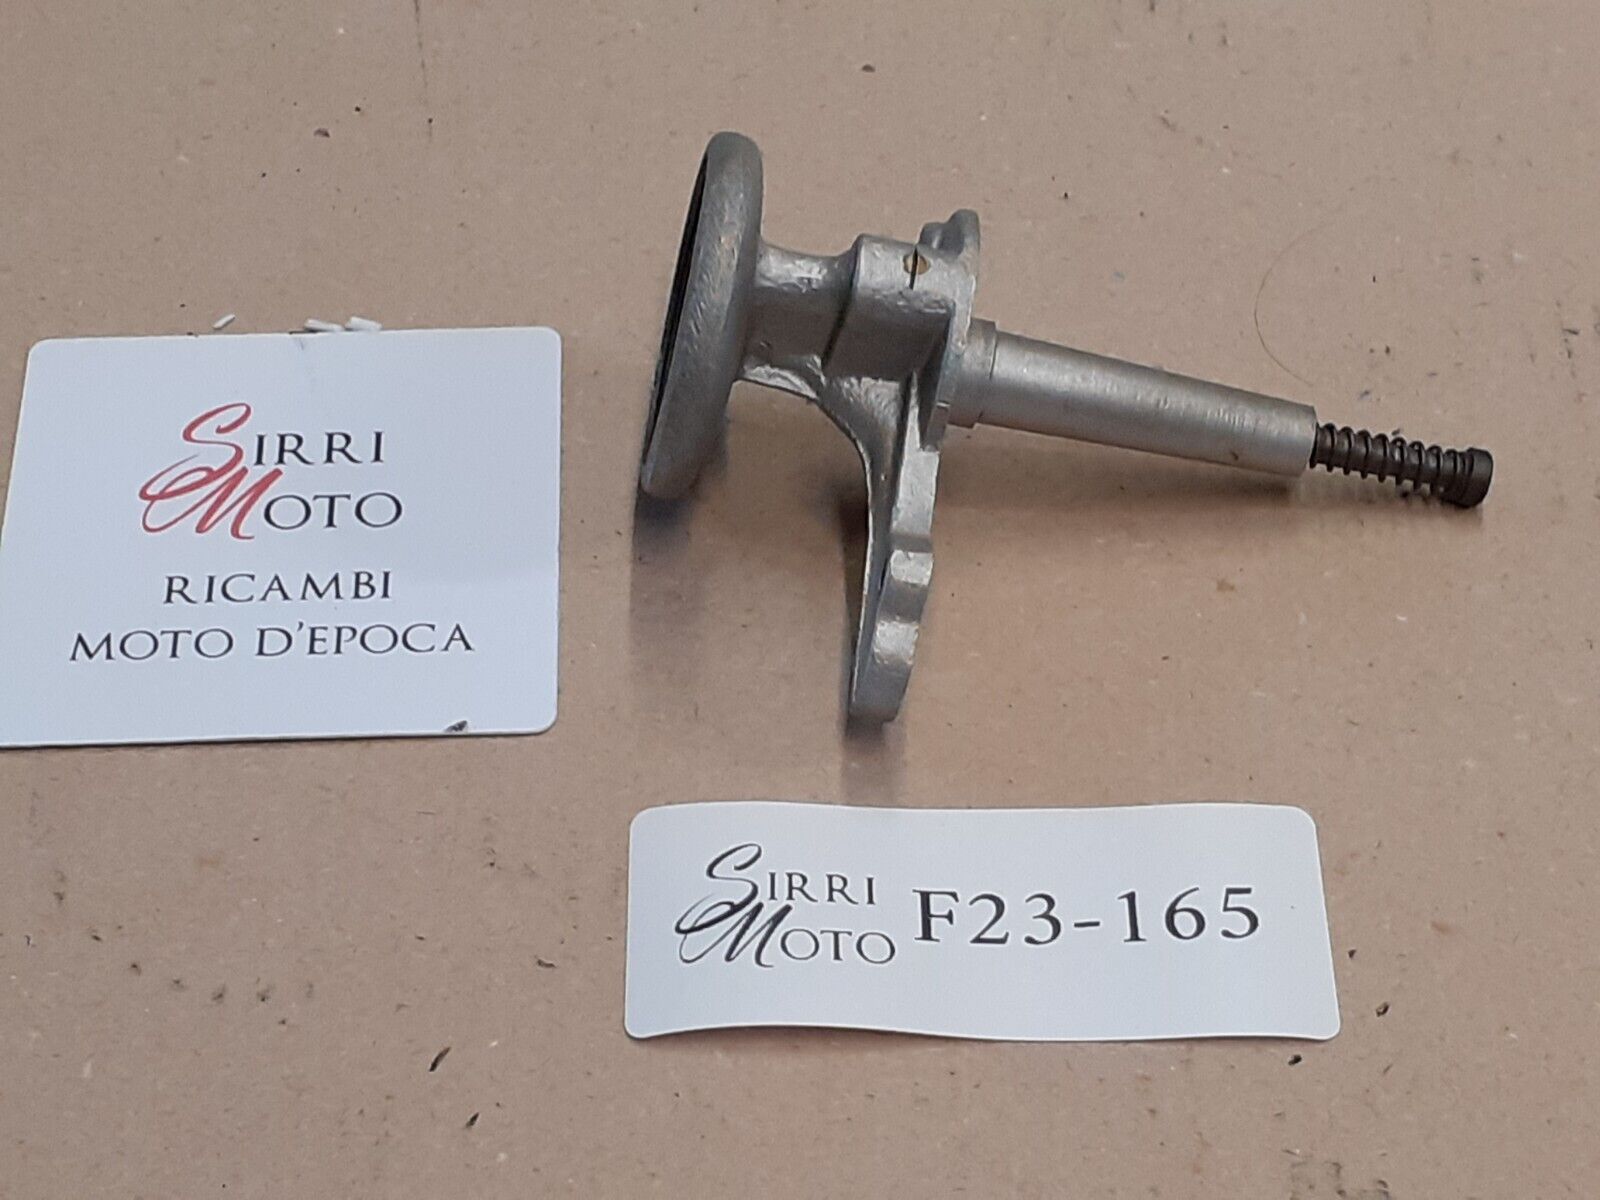 SIRRI
MOTO
RICAMBI
MOTO D'EPOCA
SIRRI
MOTO
F23-165